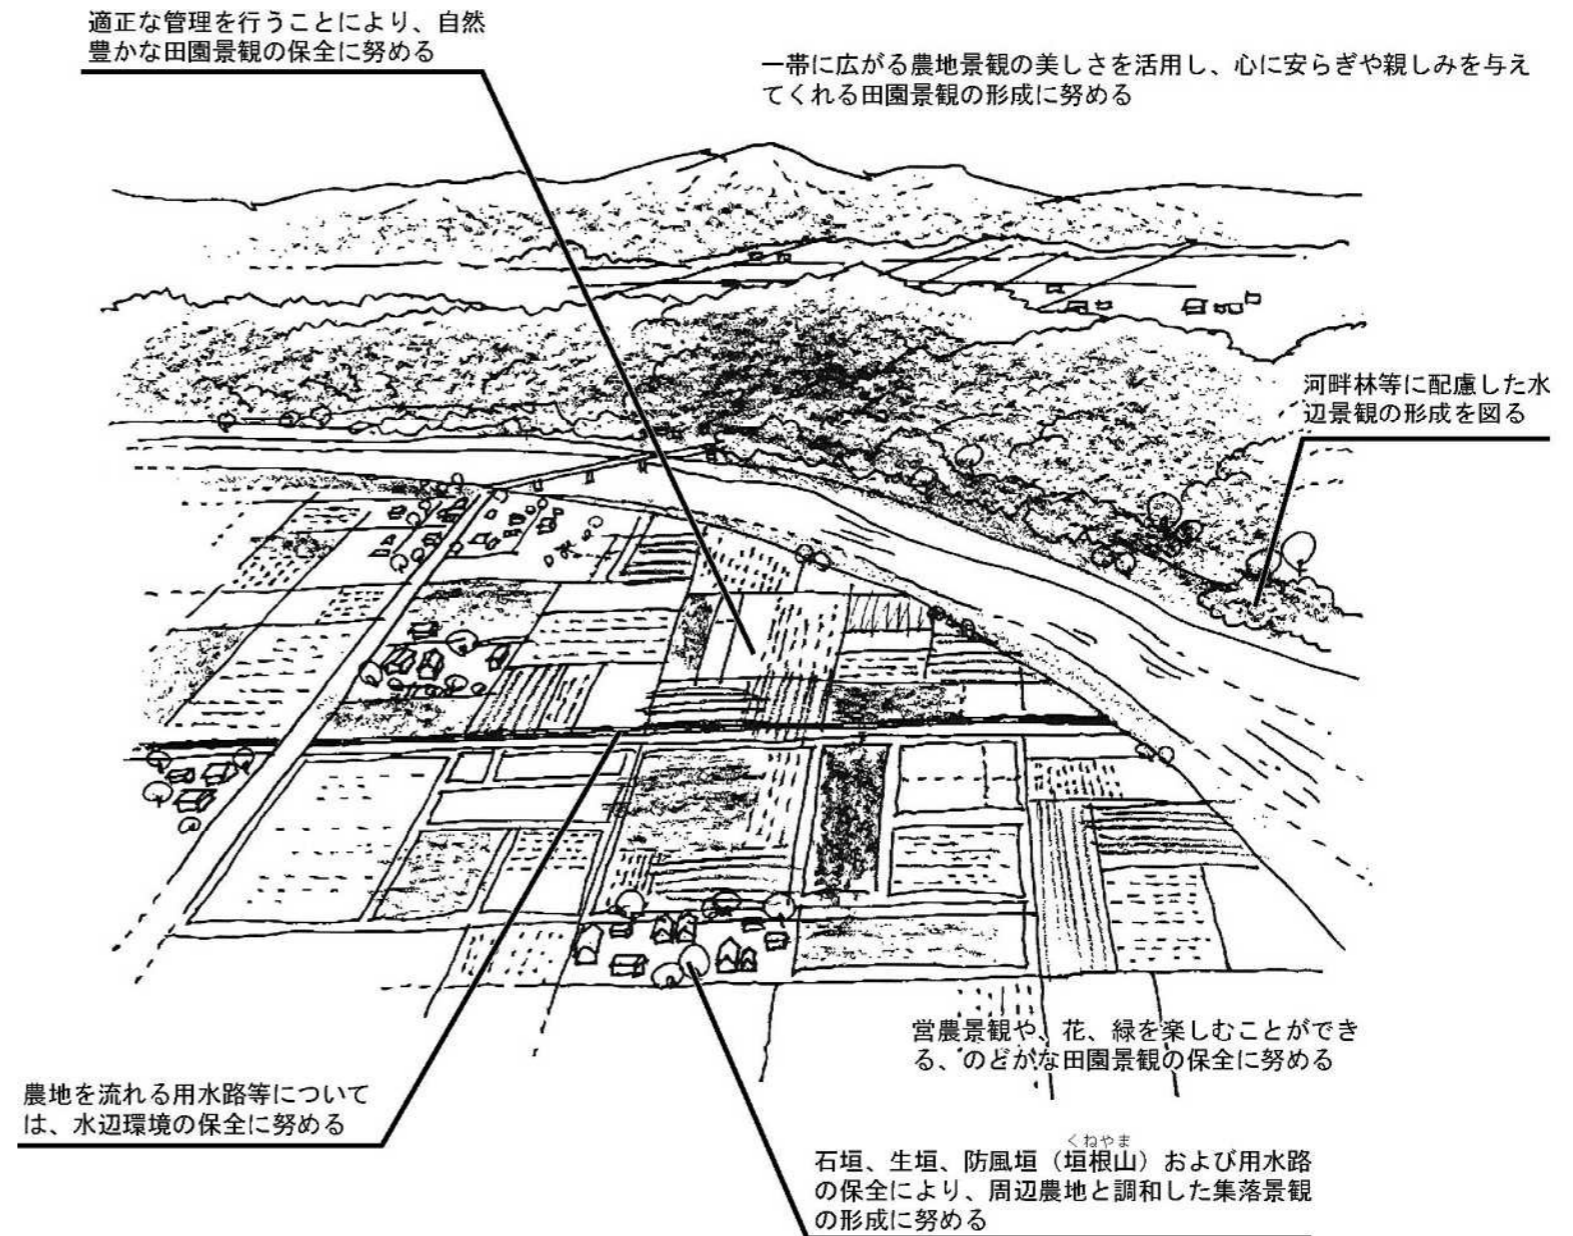 適正な管理を行うことにより、自然
豊かな田園景観の保全に努める
一帯に広がる農地景観の美しさを活用し、心に安らぎや親しみを与え
てくれる田園景観の形成に努める
河畔林等に配慮した水
辺景観の形成を図る
営農景観や、花、緑を楽しむことができ
る、のどかな田園景観の保全に努める
農地を流れる用水路等について
は、水辺環境の保全に努める
くねやま
石垣、生垣、防風垣（垣根山）および用水路
の保全により、周辺農地と調和した集落景観
の形成に努める